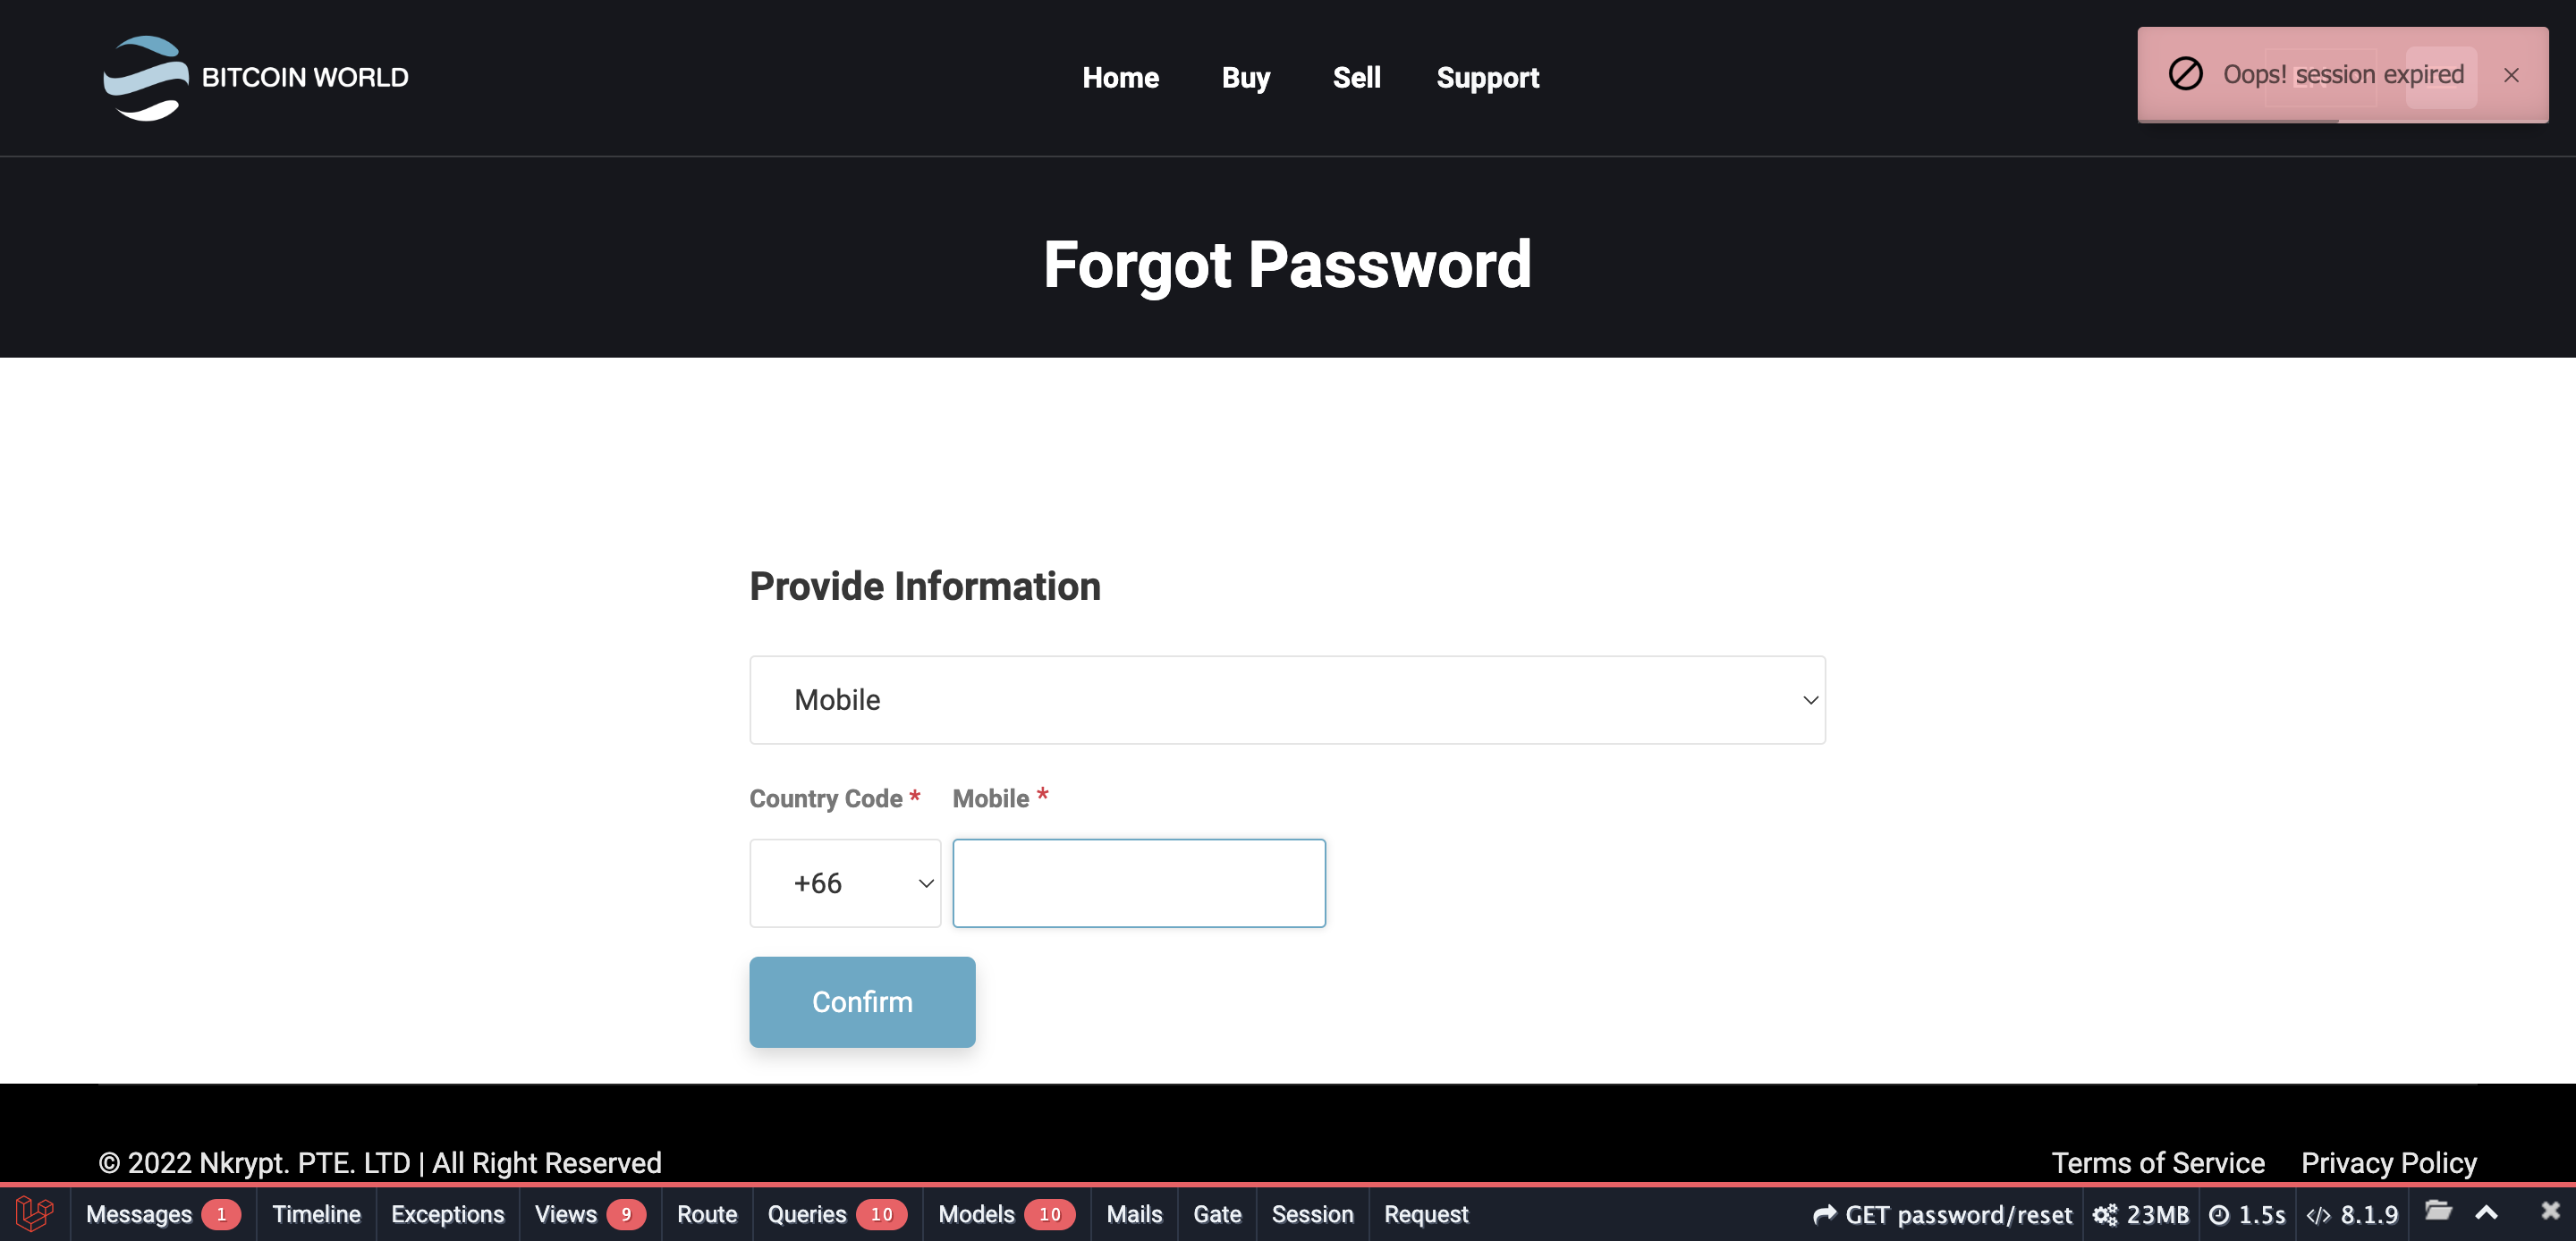 BITCOIN WORLD
Home Buy Sell Support
Oops! session expired
Forgot Password
Provide Information
Mobile
Country Code * Mobile *
+66
Confirm
© 2022 Nkrypt. PTE. LTD | All Right Reserved
Terms of Service Privacy Policy
Messages 1 Timeline Exceptions Views 9 Route Queries 10 Models 10 Mails Gate Session Request GET password/reset 23MB 1.5s 8.1.9